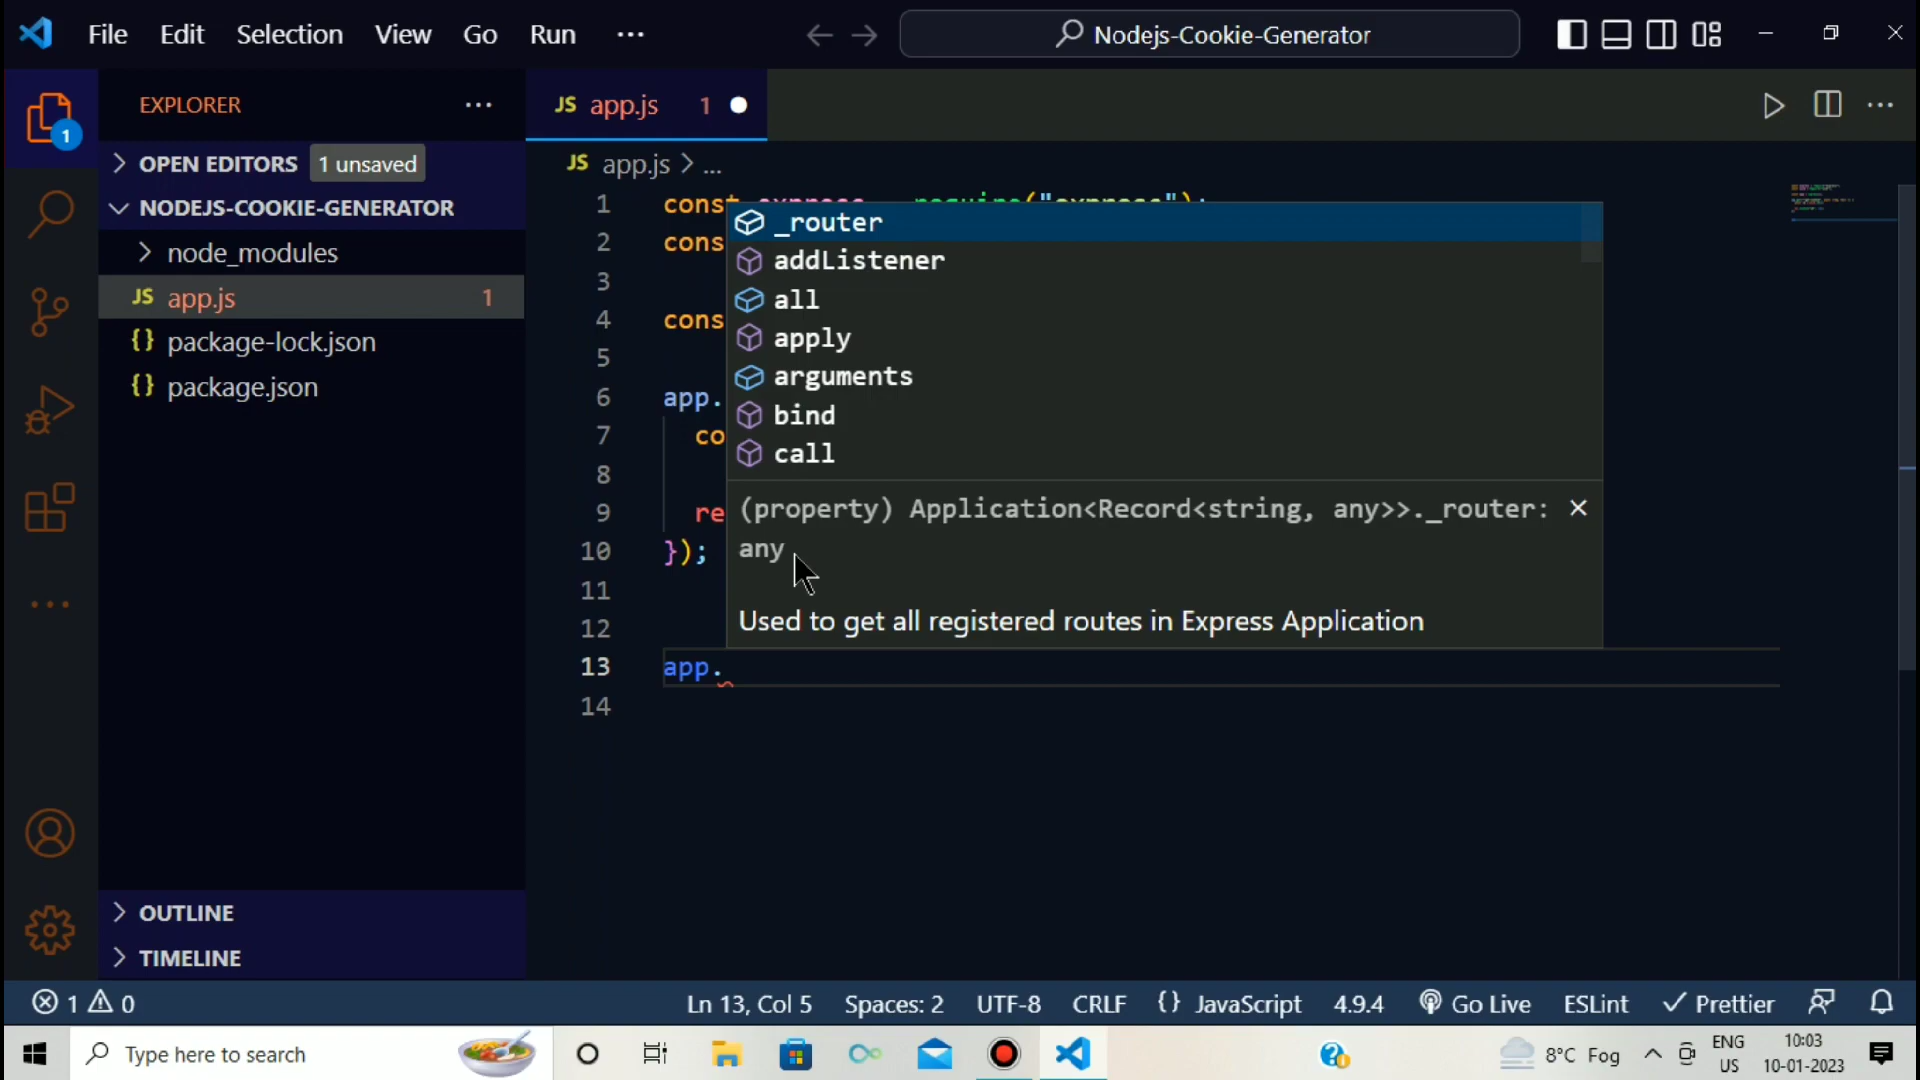 File Edit Selection View Go Run ...
Nodejs-Cookie-Generator
EXPLORER ...
OPEN EDITORS 1 unsaved
NODEJS-COOKIE-GENERATOR
node_modules
JS app.js 1
{} package-lock.json
{} package.json
OUTLINE
TIMELINE
1
JS app.js 1
JS app.js > ...
1 const express = require("express");
2 cons
3
4 cons
5
6 app.
7 co
8
9 re
10 });
11
12
13 app.
14
_router
addListener
all
apply
arguments
bind
call
(property) Application<Record<string, any>>._router:
any
Used to get all registered routes in Express Application
1 0 Ln 13, Col 5 Spaces: 2 UTF-8 CRLF {} JavaScript 4.9.4 Go Live ESLint Prettier
Type here to search
8°C Fog
ENG
US
10:03
10-01-2023